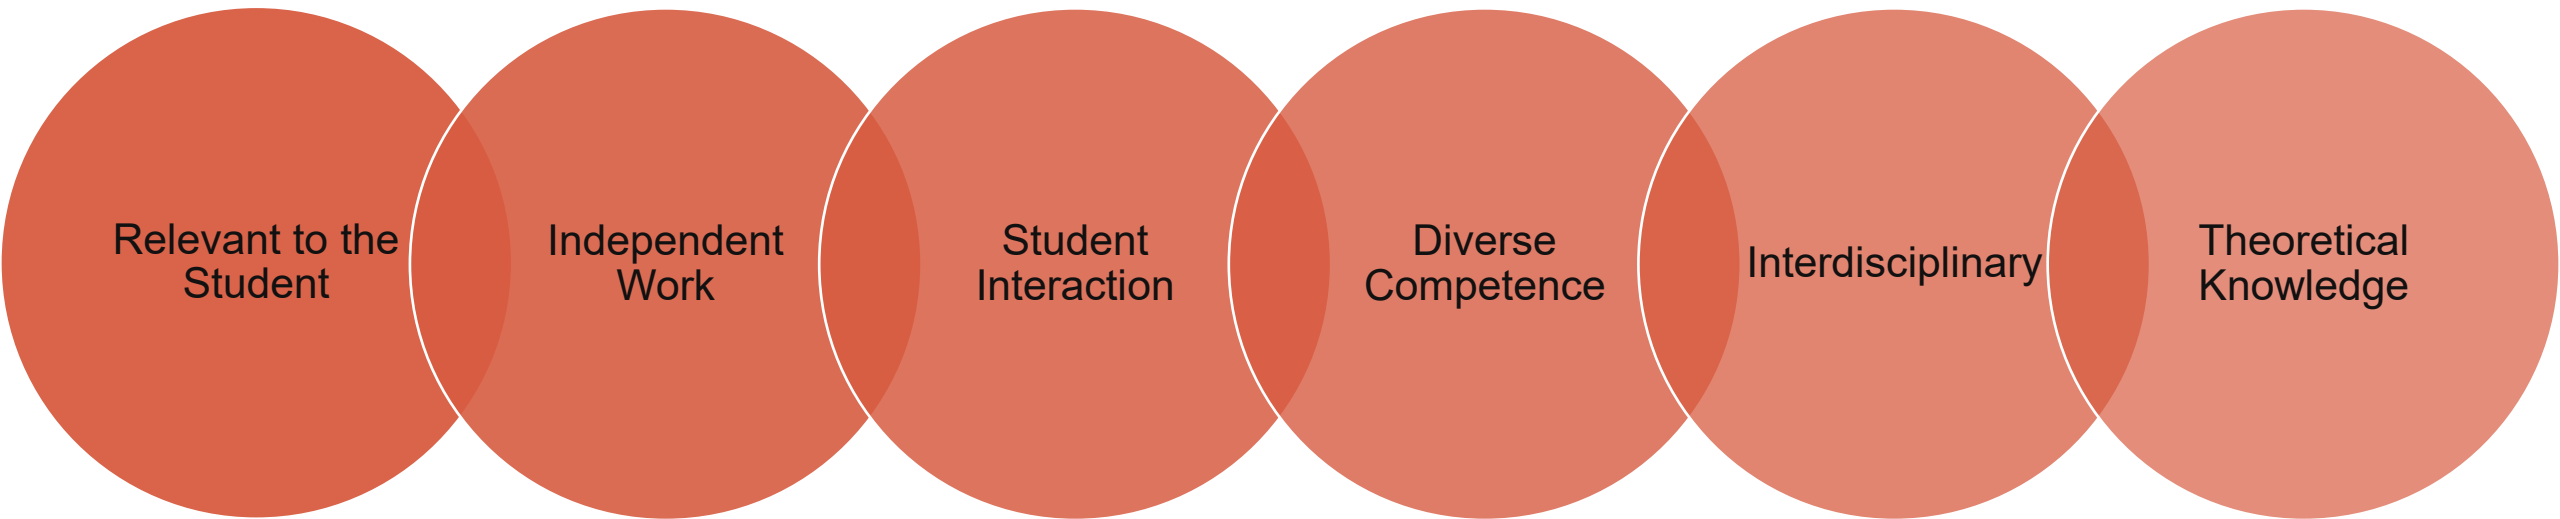 Relevant to the
Student
Independent
Work
Student
Interaction
Diverse
Competence
Interdisciplinary
Theoretical
Knowledge